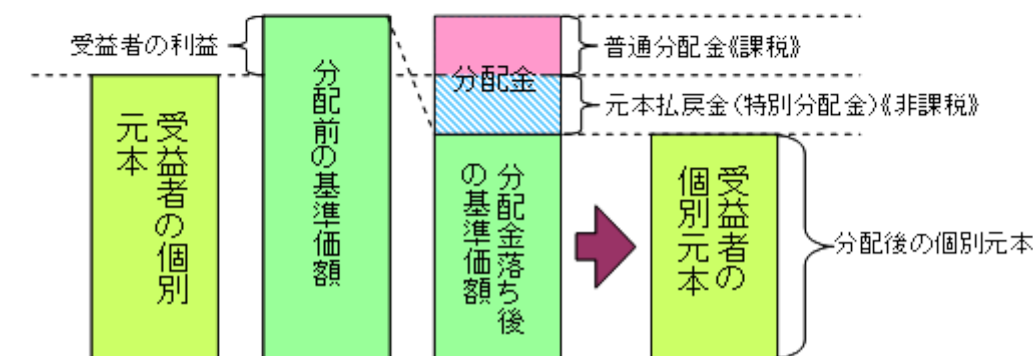 受益者の利益
普通分配金《課税》
分配金
元本払戻金(特別分配金)《非課税》
受益者の個別
元本
分配前の基準価額
分配金落ち後
の基準価額
受益者の
個別元本
分配後の個別元本